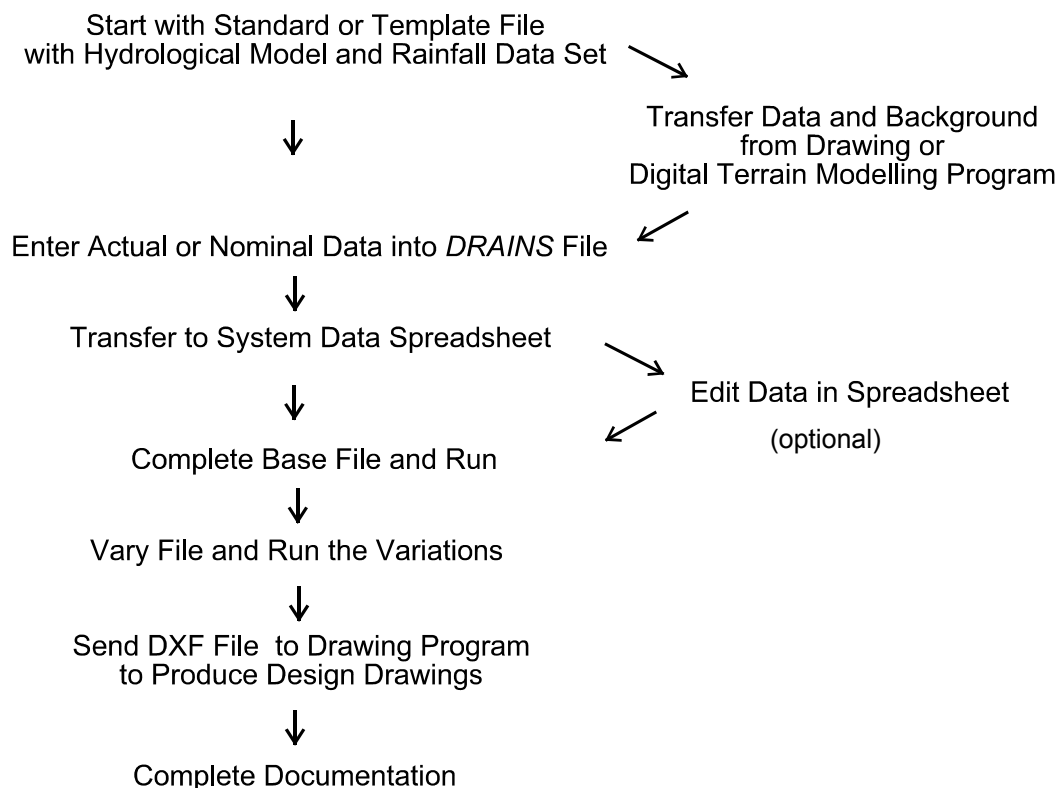 Start with Standard or Template File
with Hydrological Model and Rainfall Data Set
Transfer Data and Background
from Drawing or
Digital Terrain Modelling Program
Enter Actual or Nominal Data into DRAINS File
Transfer to System Data Spreadsheet
Edit Data in Spreadsheet
(optional)
Complete Base File and Run
Vary File and Run the Variations
Send DXF File to Drawing Program
to Produce Design Drawings
Complete Documentation